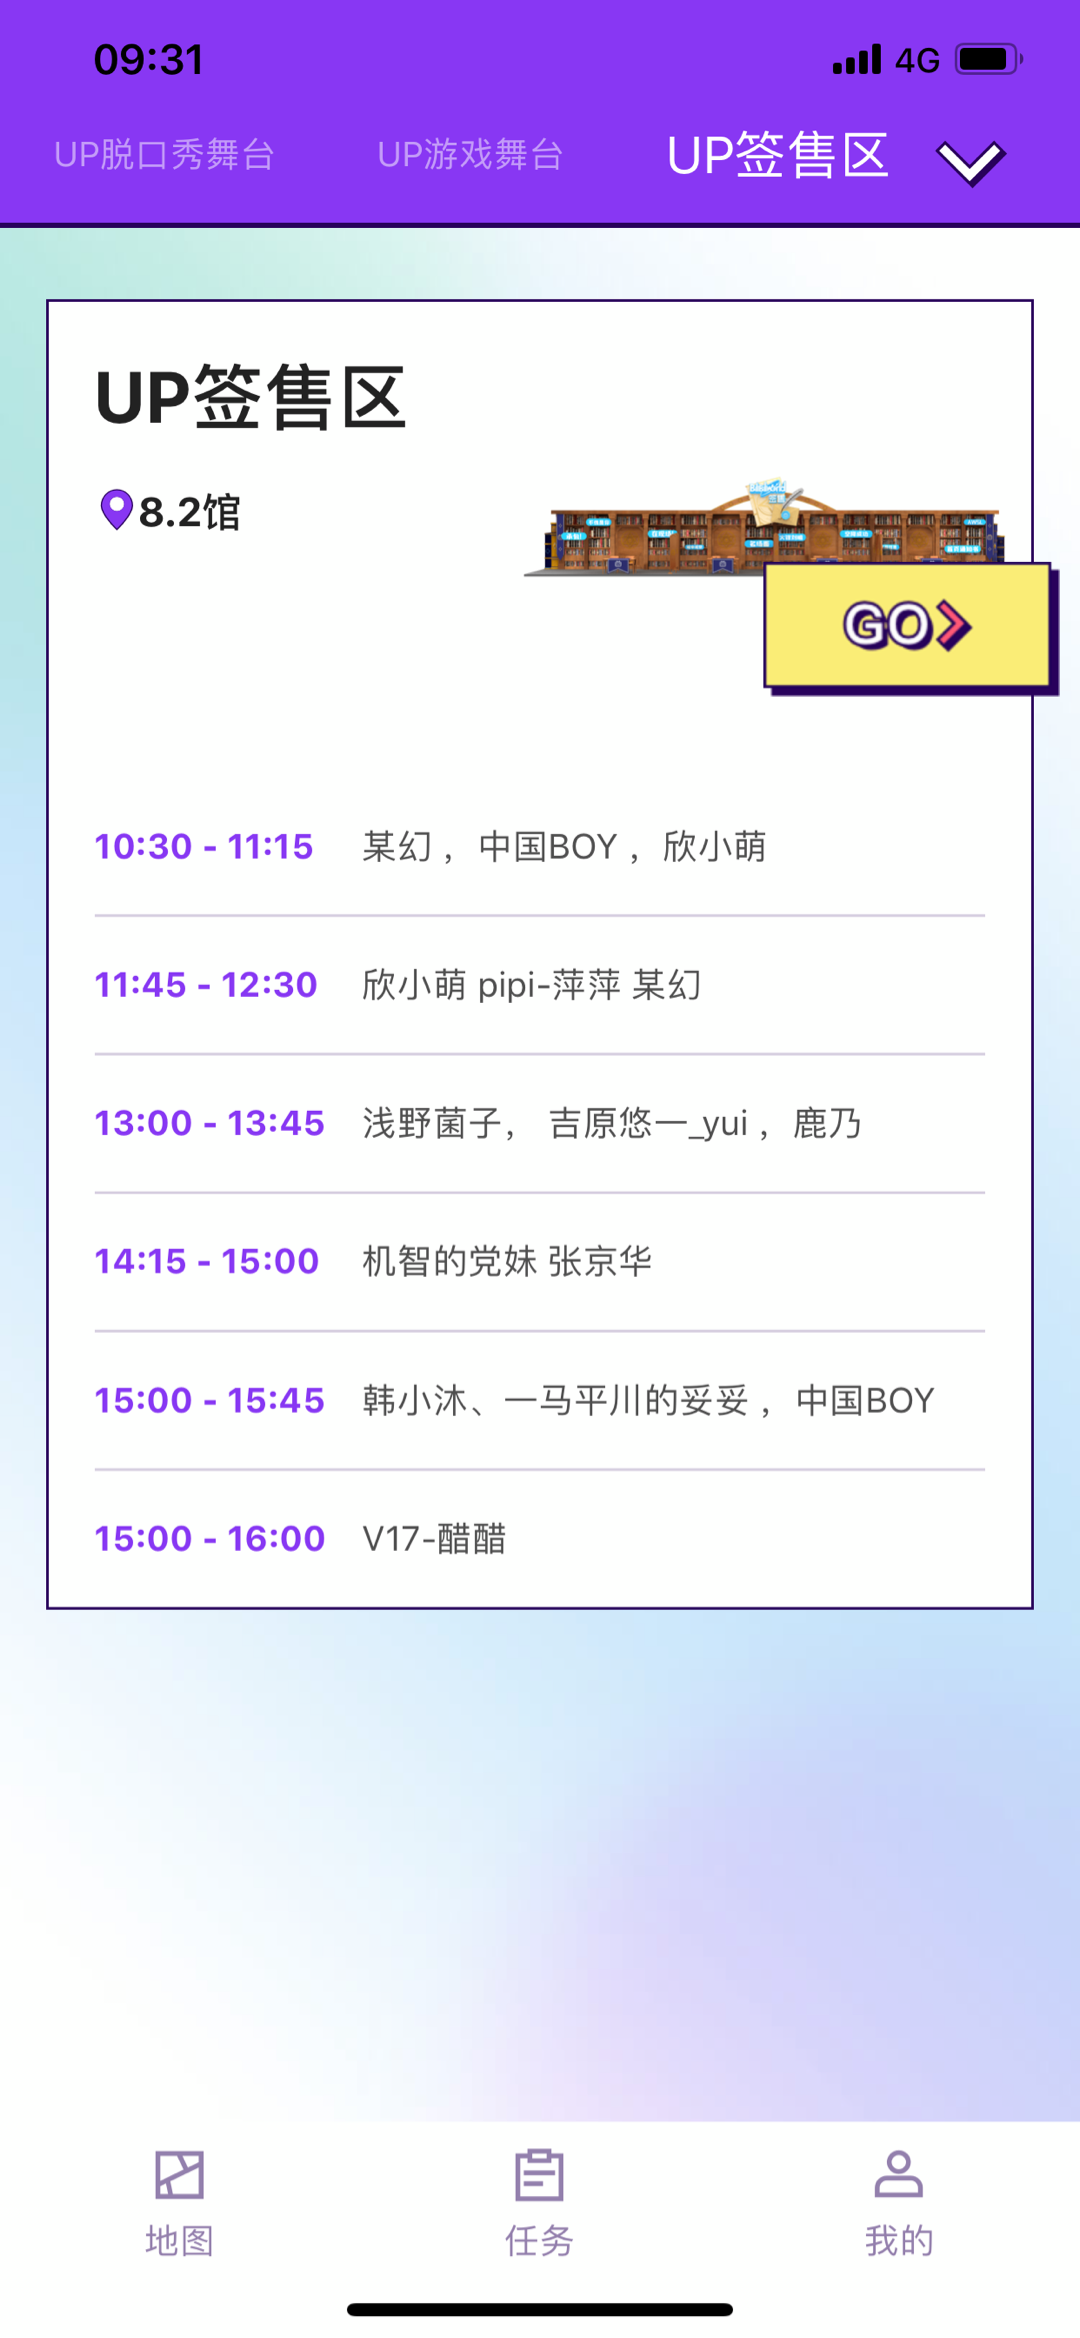 09:31
4G
UP脱口秀舞台 UP游戏舞台 UP签售区
UP签售区
8.2馆
GO
10:30 - 11:15 某幻 ，中国BOY ，欣小萌
11:45 - 12:30 欣小萌 pipi-萍萍 某幻
13:00 - 13:45 浅野菌子， 吉原悠一_yui ，鹿乃
14:15 - 15:00 机智的党妹 张京华
15:00 - 15:45 韩小沐、一马平川的妥妥 ，中国BOY
15:00 - 16:00 V17-醋醋
地图 任务 我的